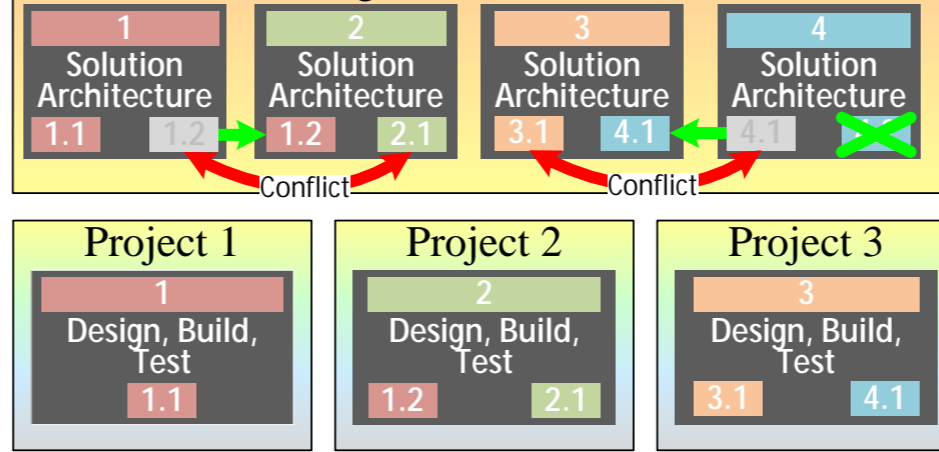 1
2
3
4
Solution
Architecture
Solution
Architecture
Solution
Architecture
Solution
Architecture
1.1
1.2
1.2
2.1
3.1
4.1
4.1
Conflict
Conflict
Project 1
Project 2
Project 3
1
2
3
Design, Build,
Test
Design, Build,
Test
Design, Build,
Test
1.1
1.2
2.1
3.1
4.1